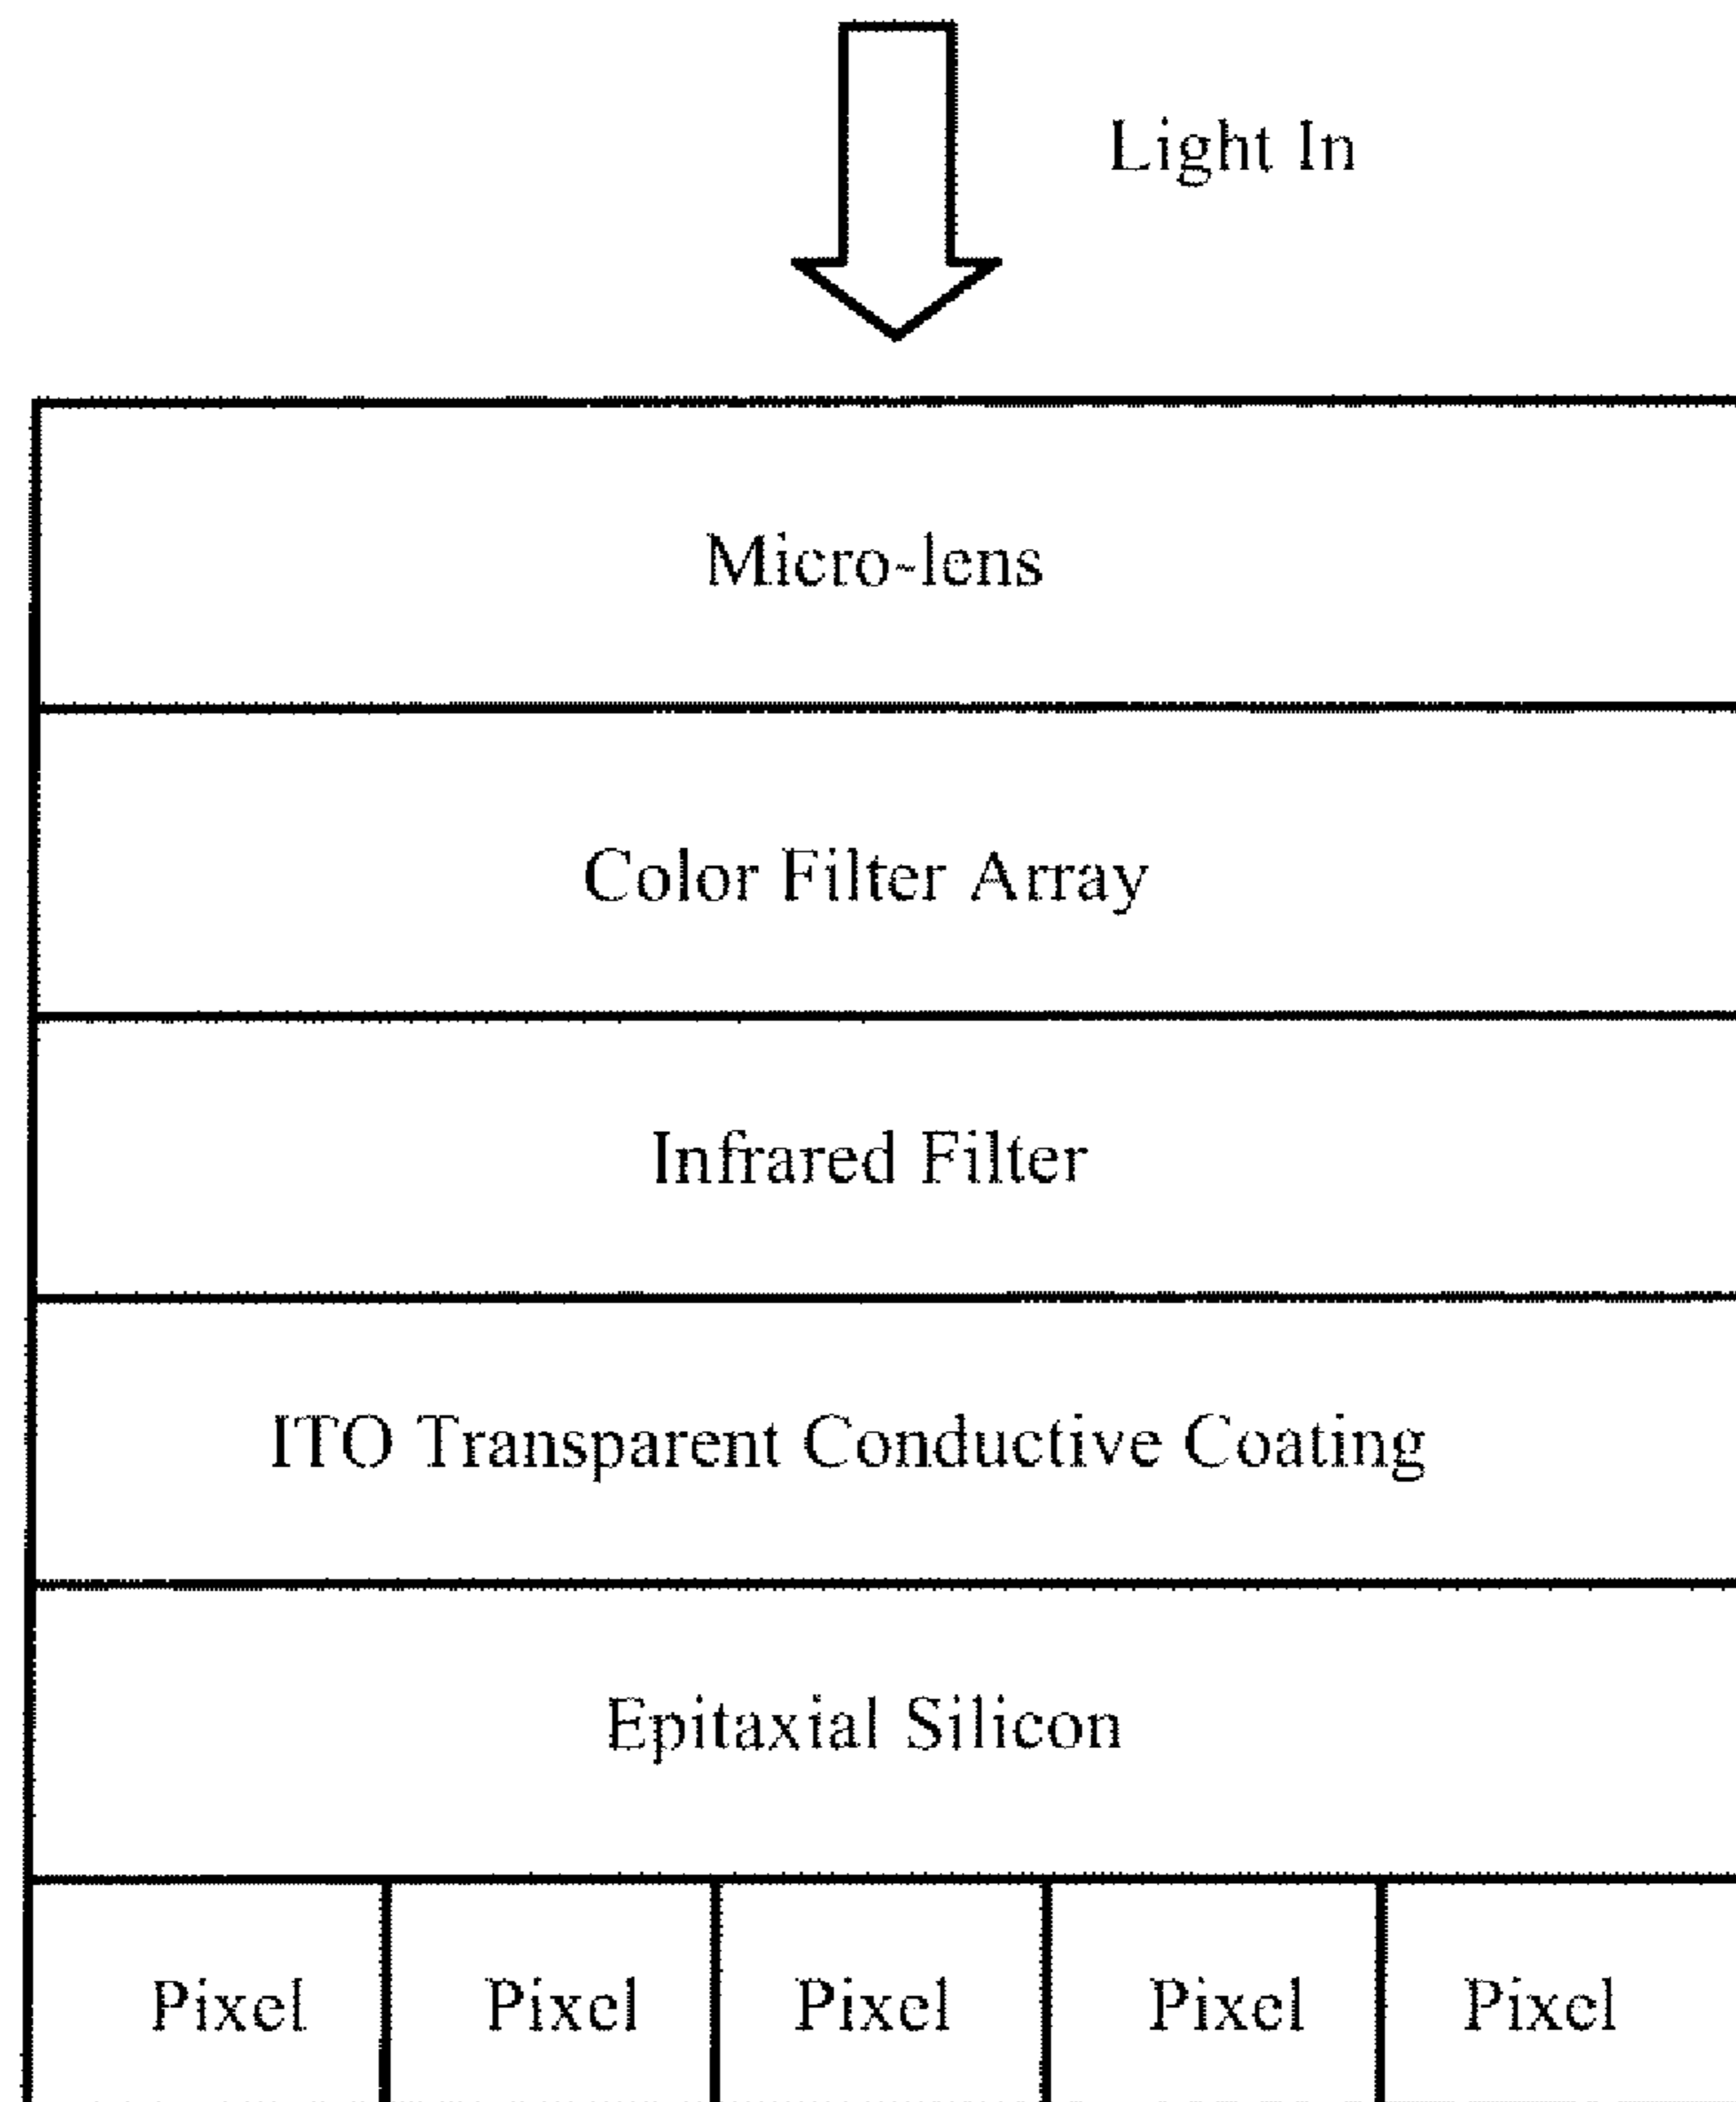 Light In
Micro-lens
Color Filter Array
Infrared Filter
ITO Transparent Conductive Coating
Epitaxial Silicon
Pixel Pixel Pixel Pixel Pixel